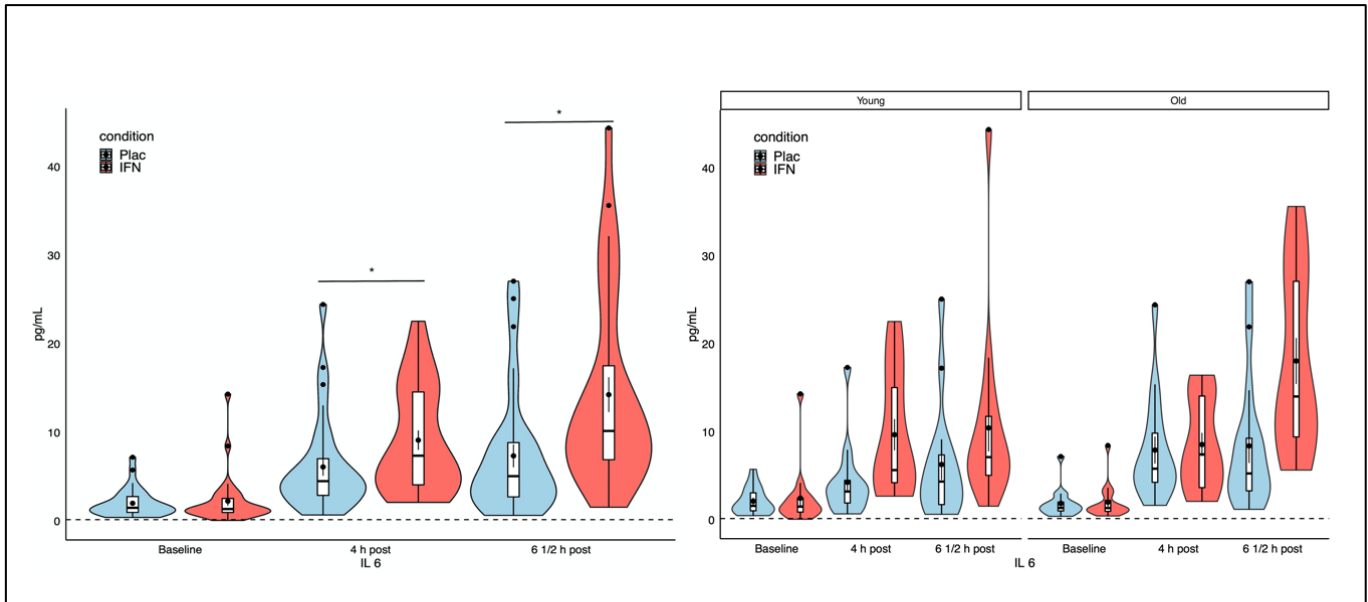 *
*
condition
Plac
IFN
40
30
20
10
0
pg/mL
Baseline
4 h post
6 1/2 h post
IL 6
Young
Old
condition
Plac
IFN
40
30
20
10
0
pg/mL
Baseline
4 h post
6 1/2 h post
Baseline
4 h post
6 1/2 h post
IL 6